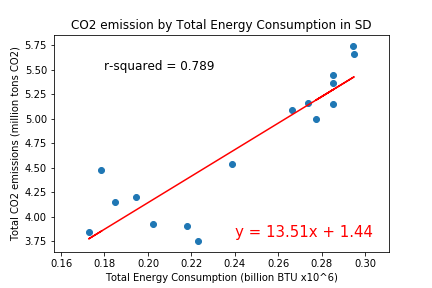 CO2 emission by Total Energy Consumption in SD
Total CO2 emissions (million tons CO2)
5.75
5.50
5.25
5.00
4.75
4.50
4.25
4.00
3.75
r-squared = 0.789
y = 13.51x + 1.44
0.16 0.18 0.20 0.22 0.24 0.26 0.28 0.30
Total Energy Consumption (billion BTU x10^6)